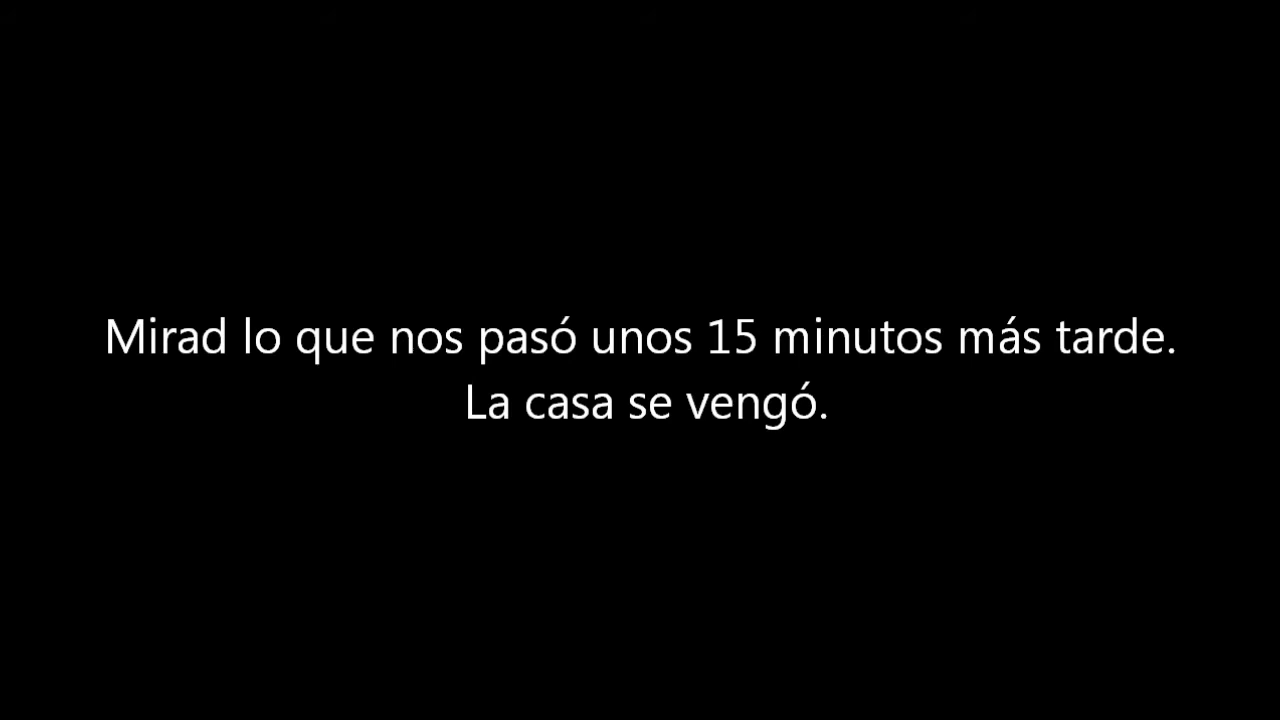 Mirad lo que nos pasó unos 15 minutos más tarde.
La casa se vengó.